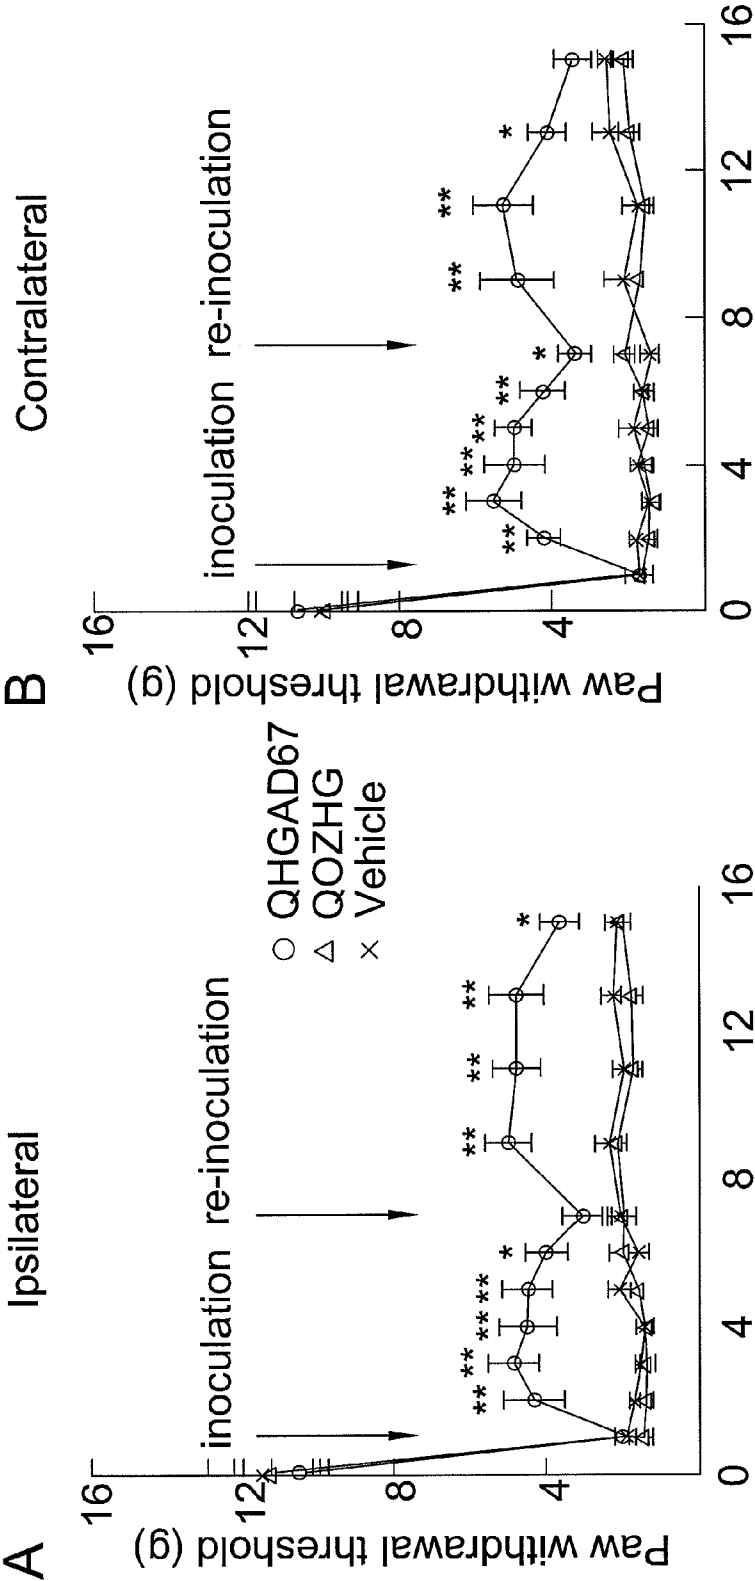 A
Ipsilateral
inoculation re-inoculation
** ** ** ** * ** ** ** *
Paw withdrawal threshold (g)
16
12
8
4
0 4 8 12 16
○ QHGAD67
△ QOZHG
× Vehicle
B
Contralateral
inoculation re-inoculation
** ** ** ** ** * ** ** *
Paw withdrawal threshold (g)
16
12
8
4
0 4 8 12 16